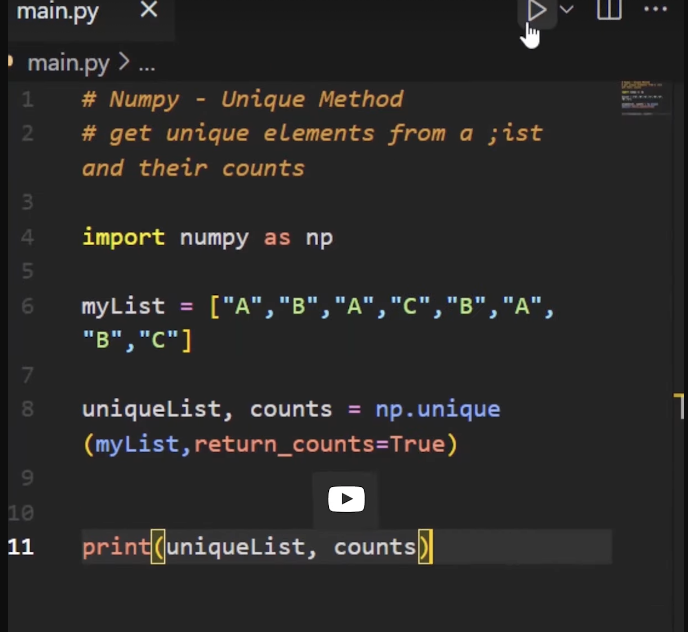 main.py
main.py > ...
1 # Numpy - Unique Method
2 # get unique elements from a ;ist
and their counts
3
4 import numpy as np
5
6 myList = ["A","B","A","C","B","A",
"B","C"]
7
8 uniqueList, counts = np.unique
(myList,return_counts=True)
9
10
11 print(uniqueList, counts)